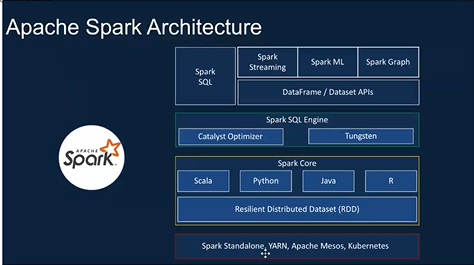 Apache Spark Architecture
Spark
SQL
Spark
Streaming
Spark ML
Spark Graph
DataFrame / Dataset APIs
Spark SQL Engine
Catalyst Optimizer
Tungsten
APACHE
Spark
Spark Core
Scala
Python
Java
R
Resilient Distributed Dataset (RDD)
Spark Standalone, YARN, Apache Mesos, Kubernetes